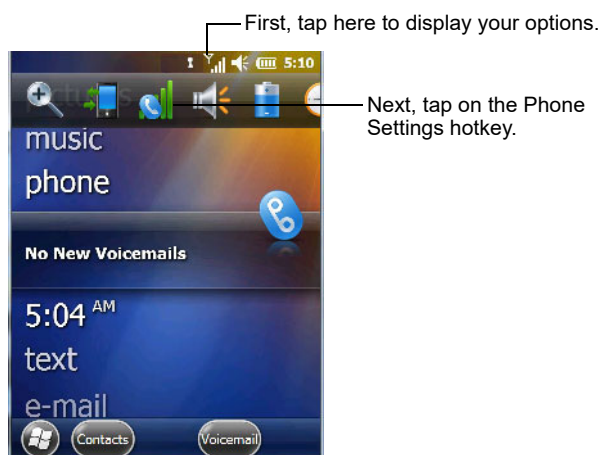 First, tap here to display your options.
5:10
pictures
Next, tap on the Phone
Settings hotkey.
music
phone
No New Voicemails
5:04 AM
text
e-mail
Contacts
Voicemail